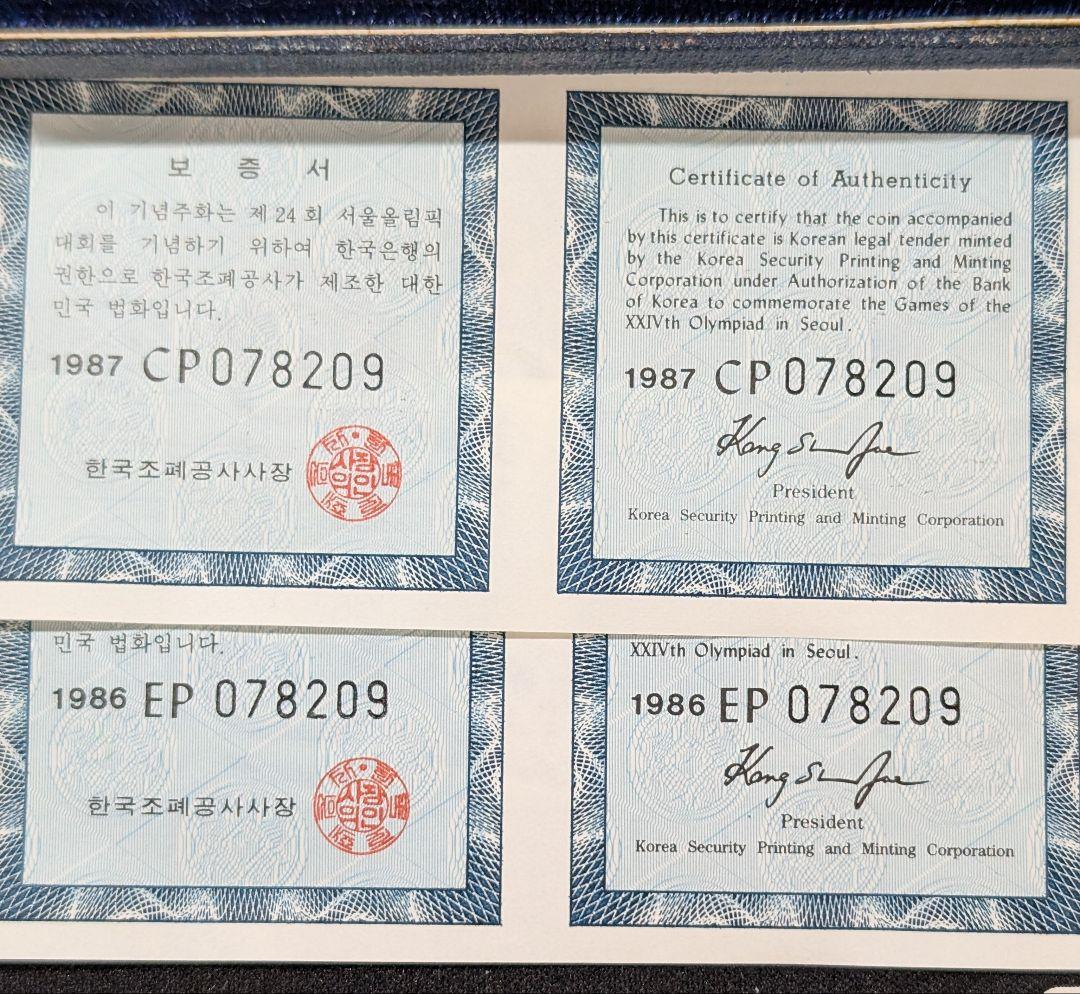 보 증 서
이 기념주화는 제 24 회 서울올림픽
대회를 기념하기 위하여 한국은행의
권한으로 한국조폐공사가 제조한 대한
민국 법화입니다.
1987 CP078209
한국조폐공사사장
Certificate of Authenticity
This is to certify that the coin accompanied
by this certificate is Korean legal tender minted
by the Korea Security Printing and Minting
Corporation under Authorization of the Bank
of Korea to commemorate the Games of the
XXIVth Olympiad in Seoul.
1987 CP 078209
Kang Su Jae
President
Korea Security Printing and Minting Corporation
민국 법화입니다.
1986 EP 078209
한국조폐공사사장
XXIVth Olympiad in Seoul.
1986 EP 078209
President
Korea Security Printing and Minting Corporation